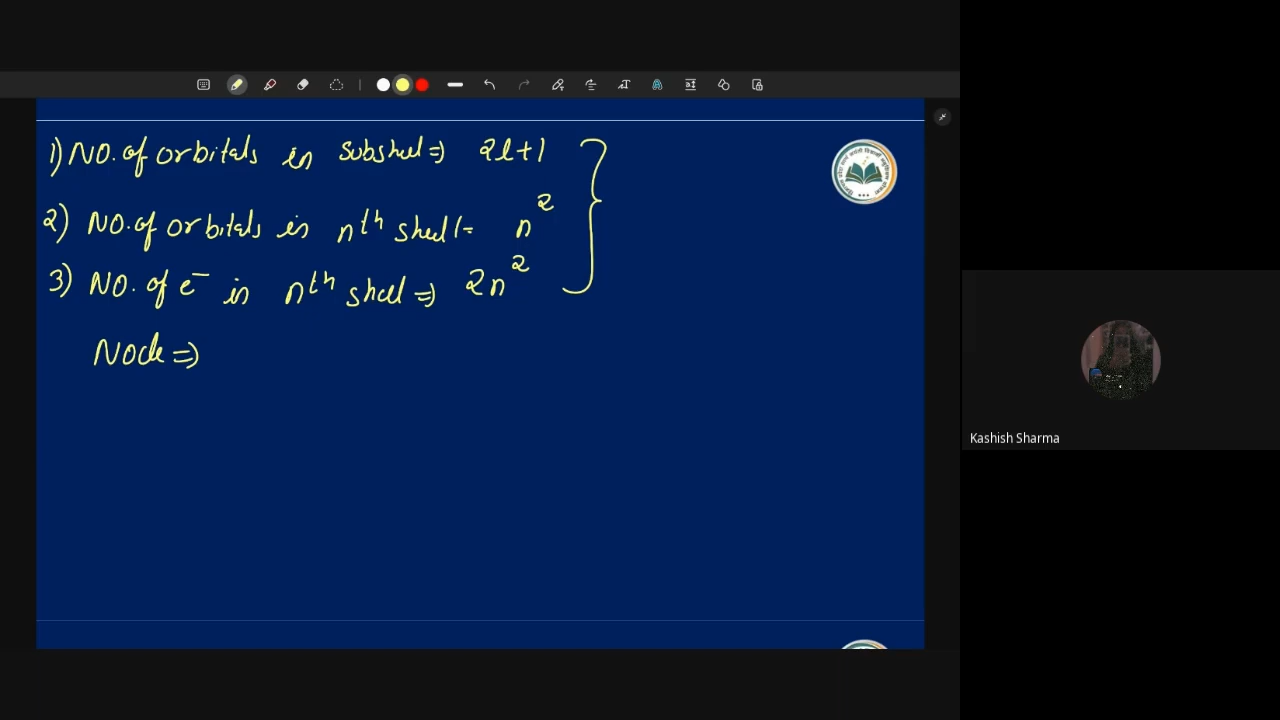 1) NO. of orbitals in subshell ⇒ 2l+1
2) NO. of orbitals in nth shell = n²
3) NO. of e⁻ in nth shell ⇒ 2n²
Node ⇒
Kashish Sharma